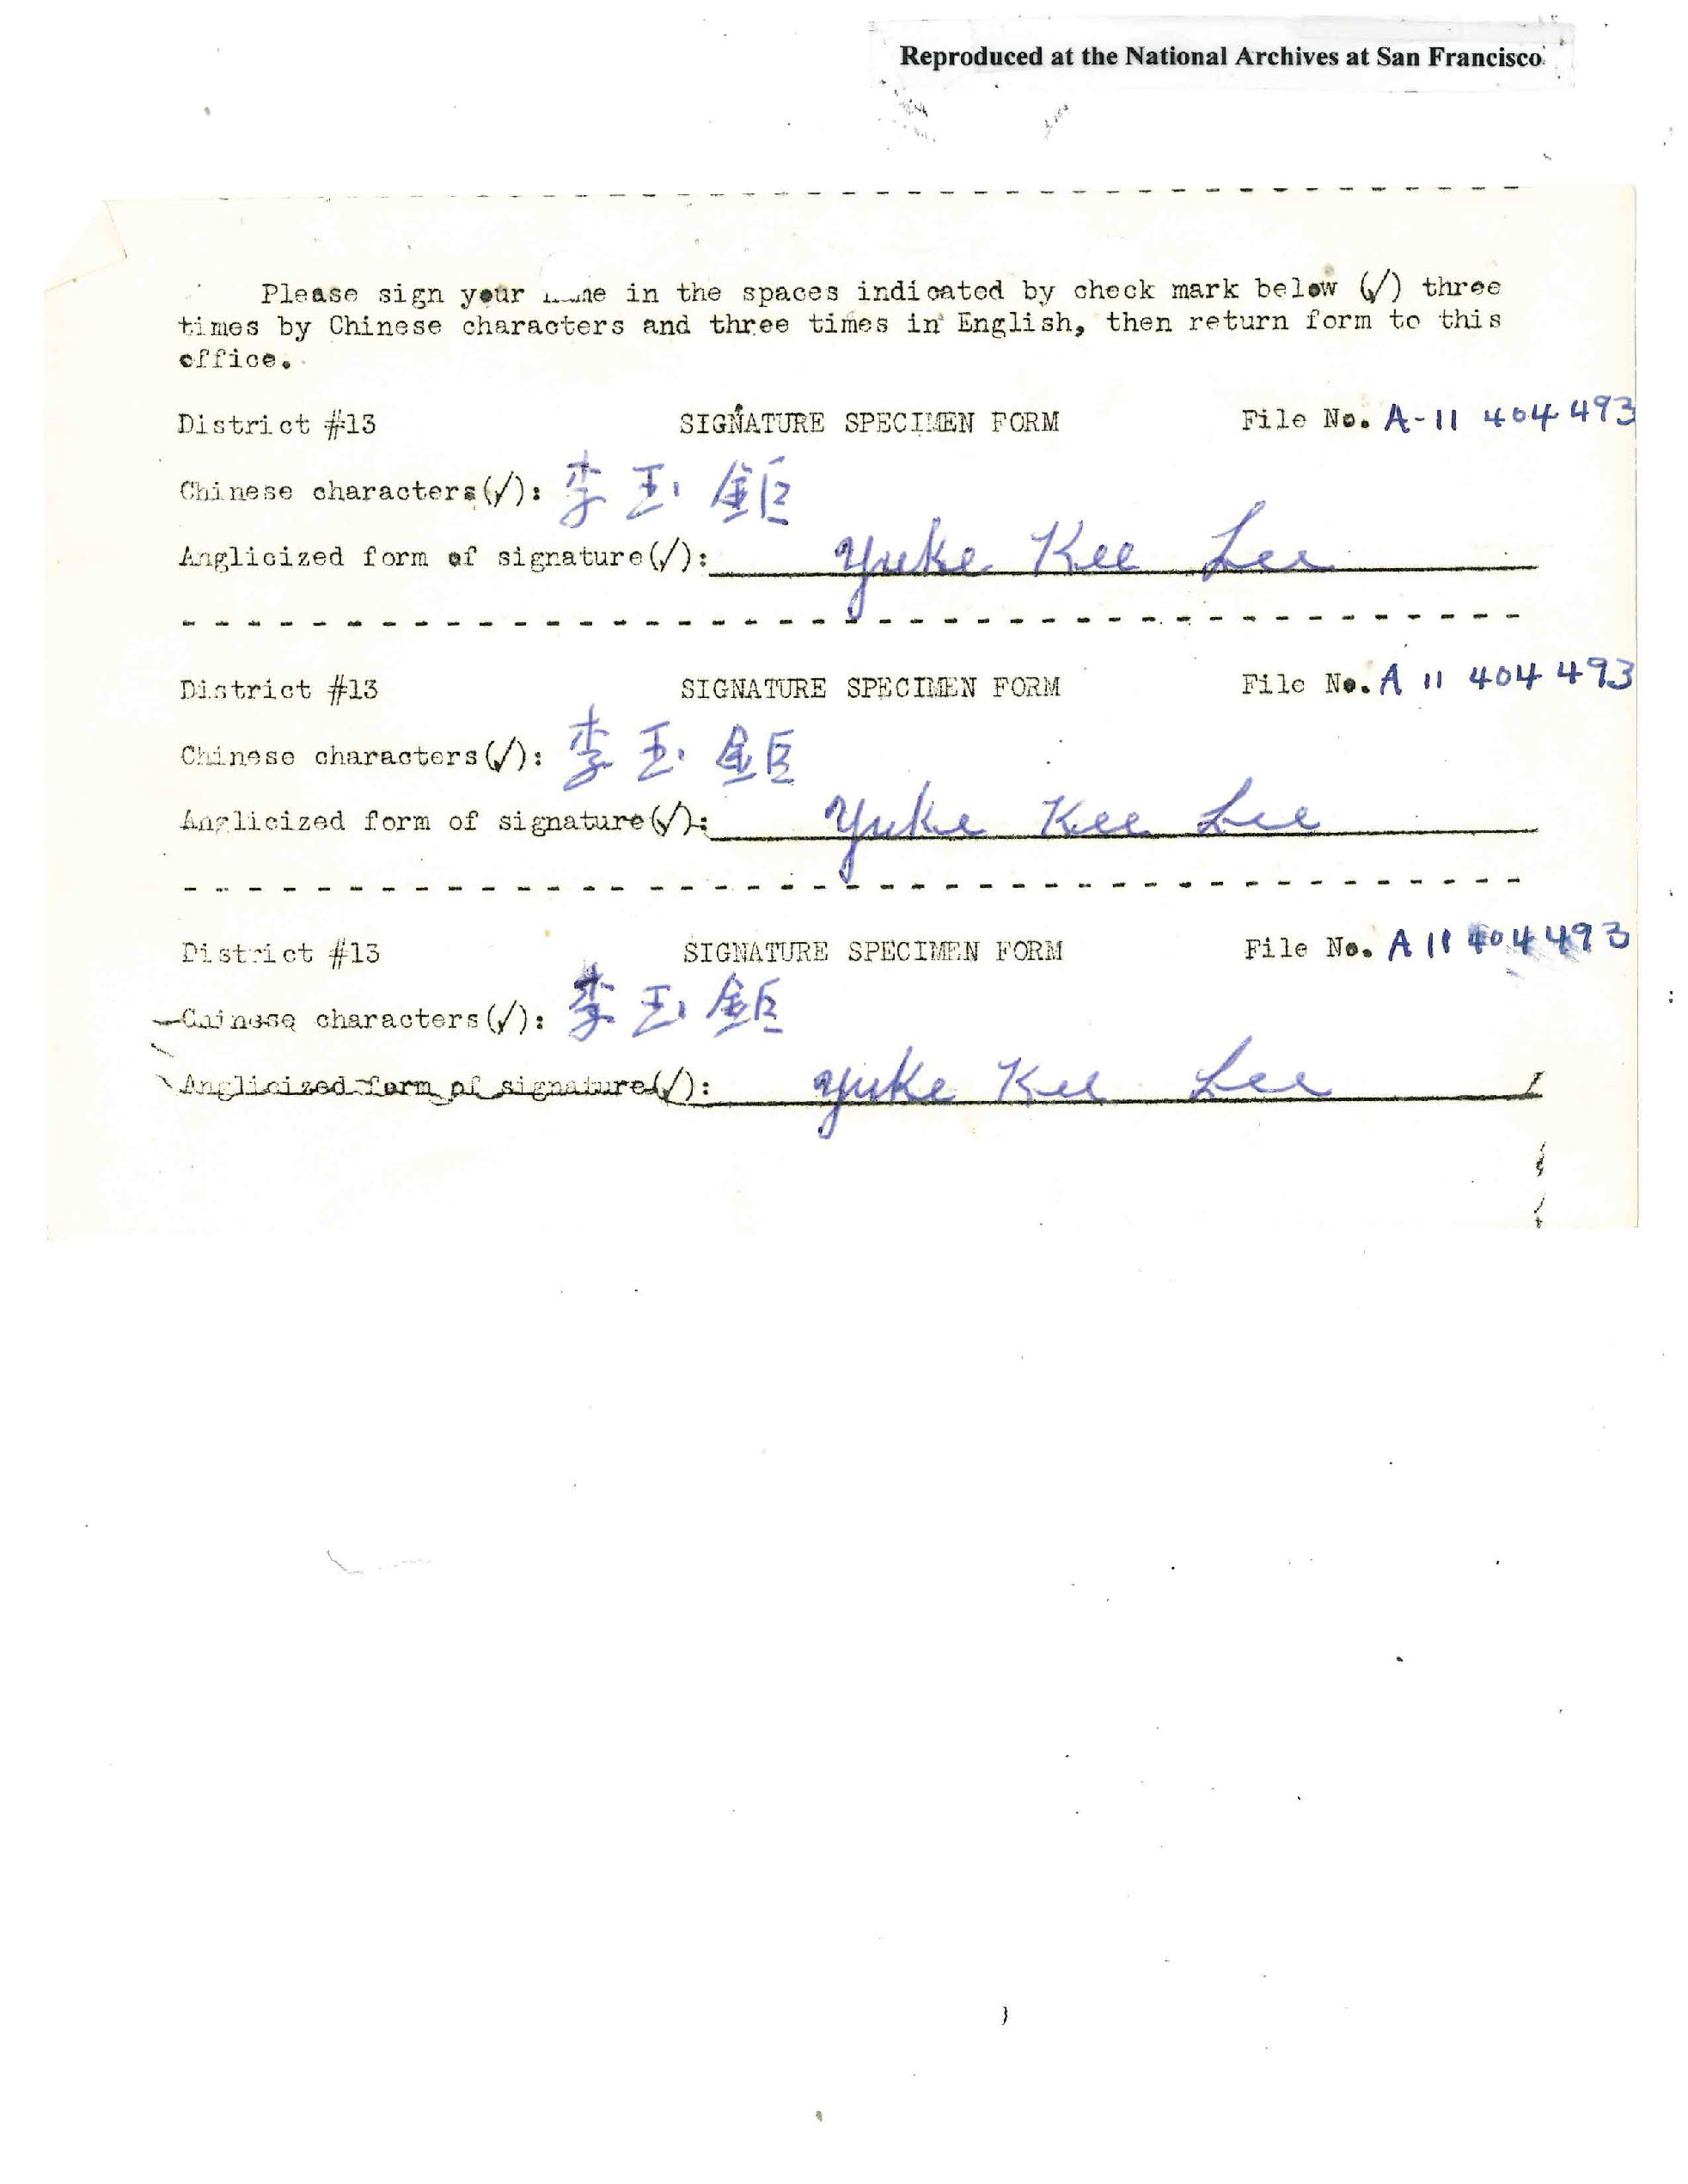 Reproduced at the National Archives at San Francisco
Please sign your name in the spaces indicated by check mark below (✓) three
times by Chinese characters and three times in English, then return form to this
office.
District #13 SIGNATURE SPECIMEN FORM File No. A-11 404 493
Chinese characters(✓): 李玉鉅
Anglicized form of signature(✓): Yuke Kee Lee
District #13 SIGNATURE SPECIMEN FORM File No. A 11 404 493
Chinese characters(✓): 李玉鉅
Anglicized form of signature(✓): Yuke Kee Lee
District #13 SIGNATURE SPECIMEN FORM File No. A 11 404 493
Chinese characters(✓): 李玉鉅
Anglicized form of signature(✓): Yuke Kee Lee